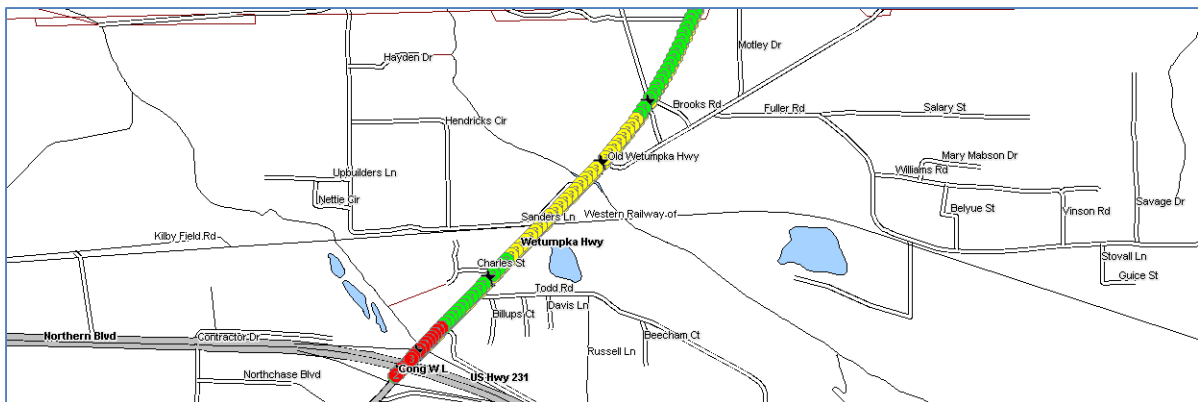 Motley Dr
Hayden Dr
Brooks Rd
Fuller Rd
Salary St
Hendricks Cir
Old Wetumpka Hwy
Mary Mabson Dr
Williams Rd
Upbuilders Ln
Nettie Cir
Belyue St
Vinson Rd
Savage Dr
Sanders Ln
Western Railway of
Kilby Field Rd
Wetumpka Hwy
Stovall Ln
Charles St
Guice St
Todd Rd
Davis Ln
Billups Ct
Northern Blvd
Contractor Dr
Beecham Ct
Russell Ln
Cong W L
Northchase Blvd
US Hwy 231